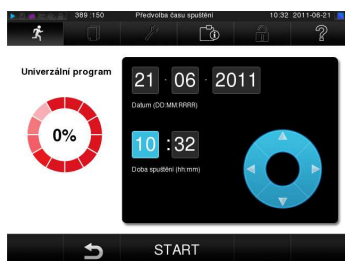 389 :150 Předvolba času spuštění 10:32 2011-06-21
Univerzální program
21 . 06 . 2011
Datum (DD:MM:RRRR)
0%
10 :32
Doba spuštění (hh:mm)
START